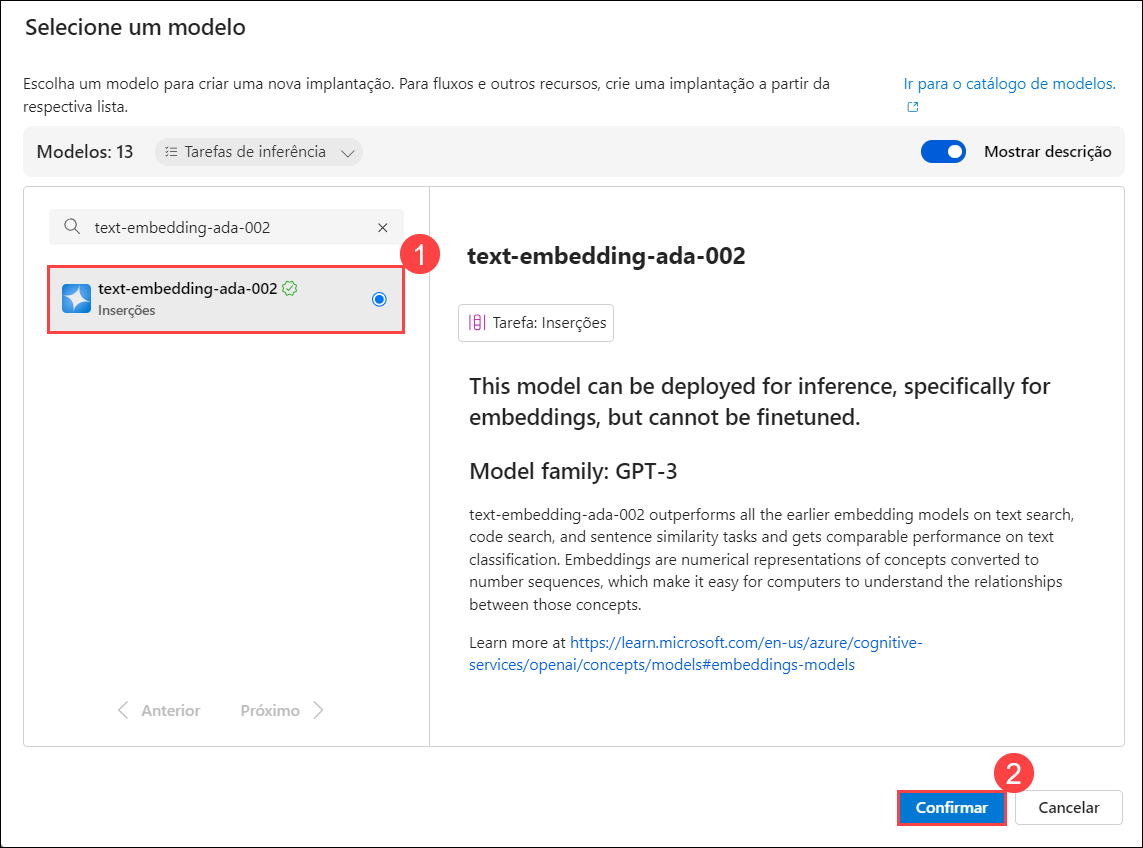 Selecione um modelo
Escolha um modelo para criar uma nova implantação. Para fluxos e outros recursos, crie uma implantação a partir da
respectiva lista.
Ir para o catálogo de modelos.
Modelos: 13
Tarefas de inferência
Mostrar descrição
text-embedding-ada-002
1
text-embedding-ada-002
Inserções
text-embedding-ada-002
Tarefa: Inserções
This model can be deployed for inference, specifically for
embeddings, but cannot be finetuned.
Model family: GPT-3
text-embedding-ada-002 outperforms all the earlier embedding models on text search,
code search, and sentence similarity tasks and gets comparable performance on text
classification. Embeddings are numerical representations of concepts converted to
number sequences, which make it easy for computers to understand the relationships
between those concepts.
Learn more at https://learn.microsoft.com/en-us/azure/cognitive-
services/openai/concepts/models#embeddings-models
Anterior
Próximo
2
Confirmar
Cancelar